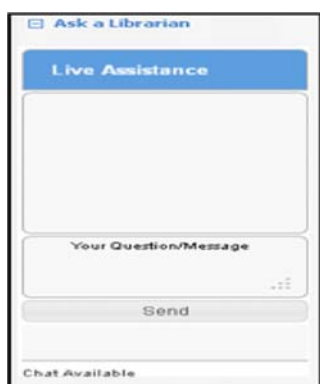 Ask a Librarian
Live Assistance
Your Question/Message
Send
Chat Available